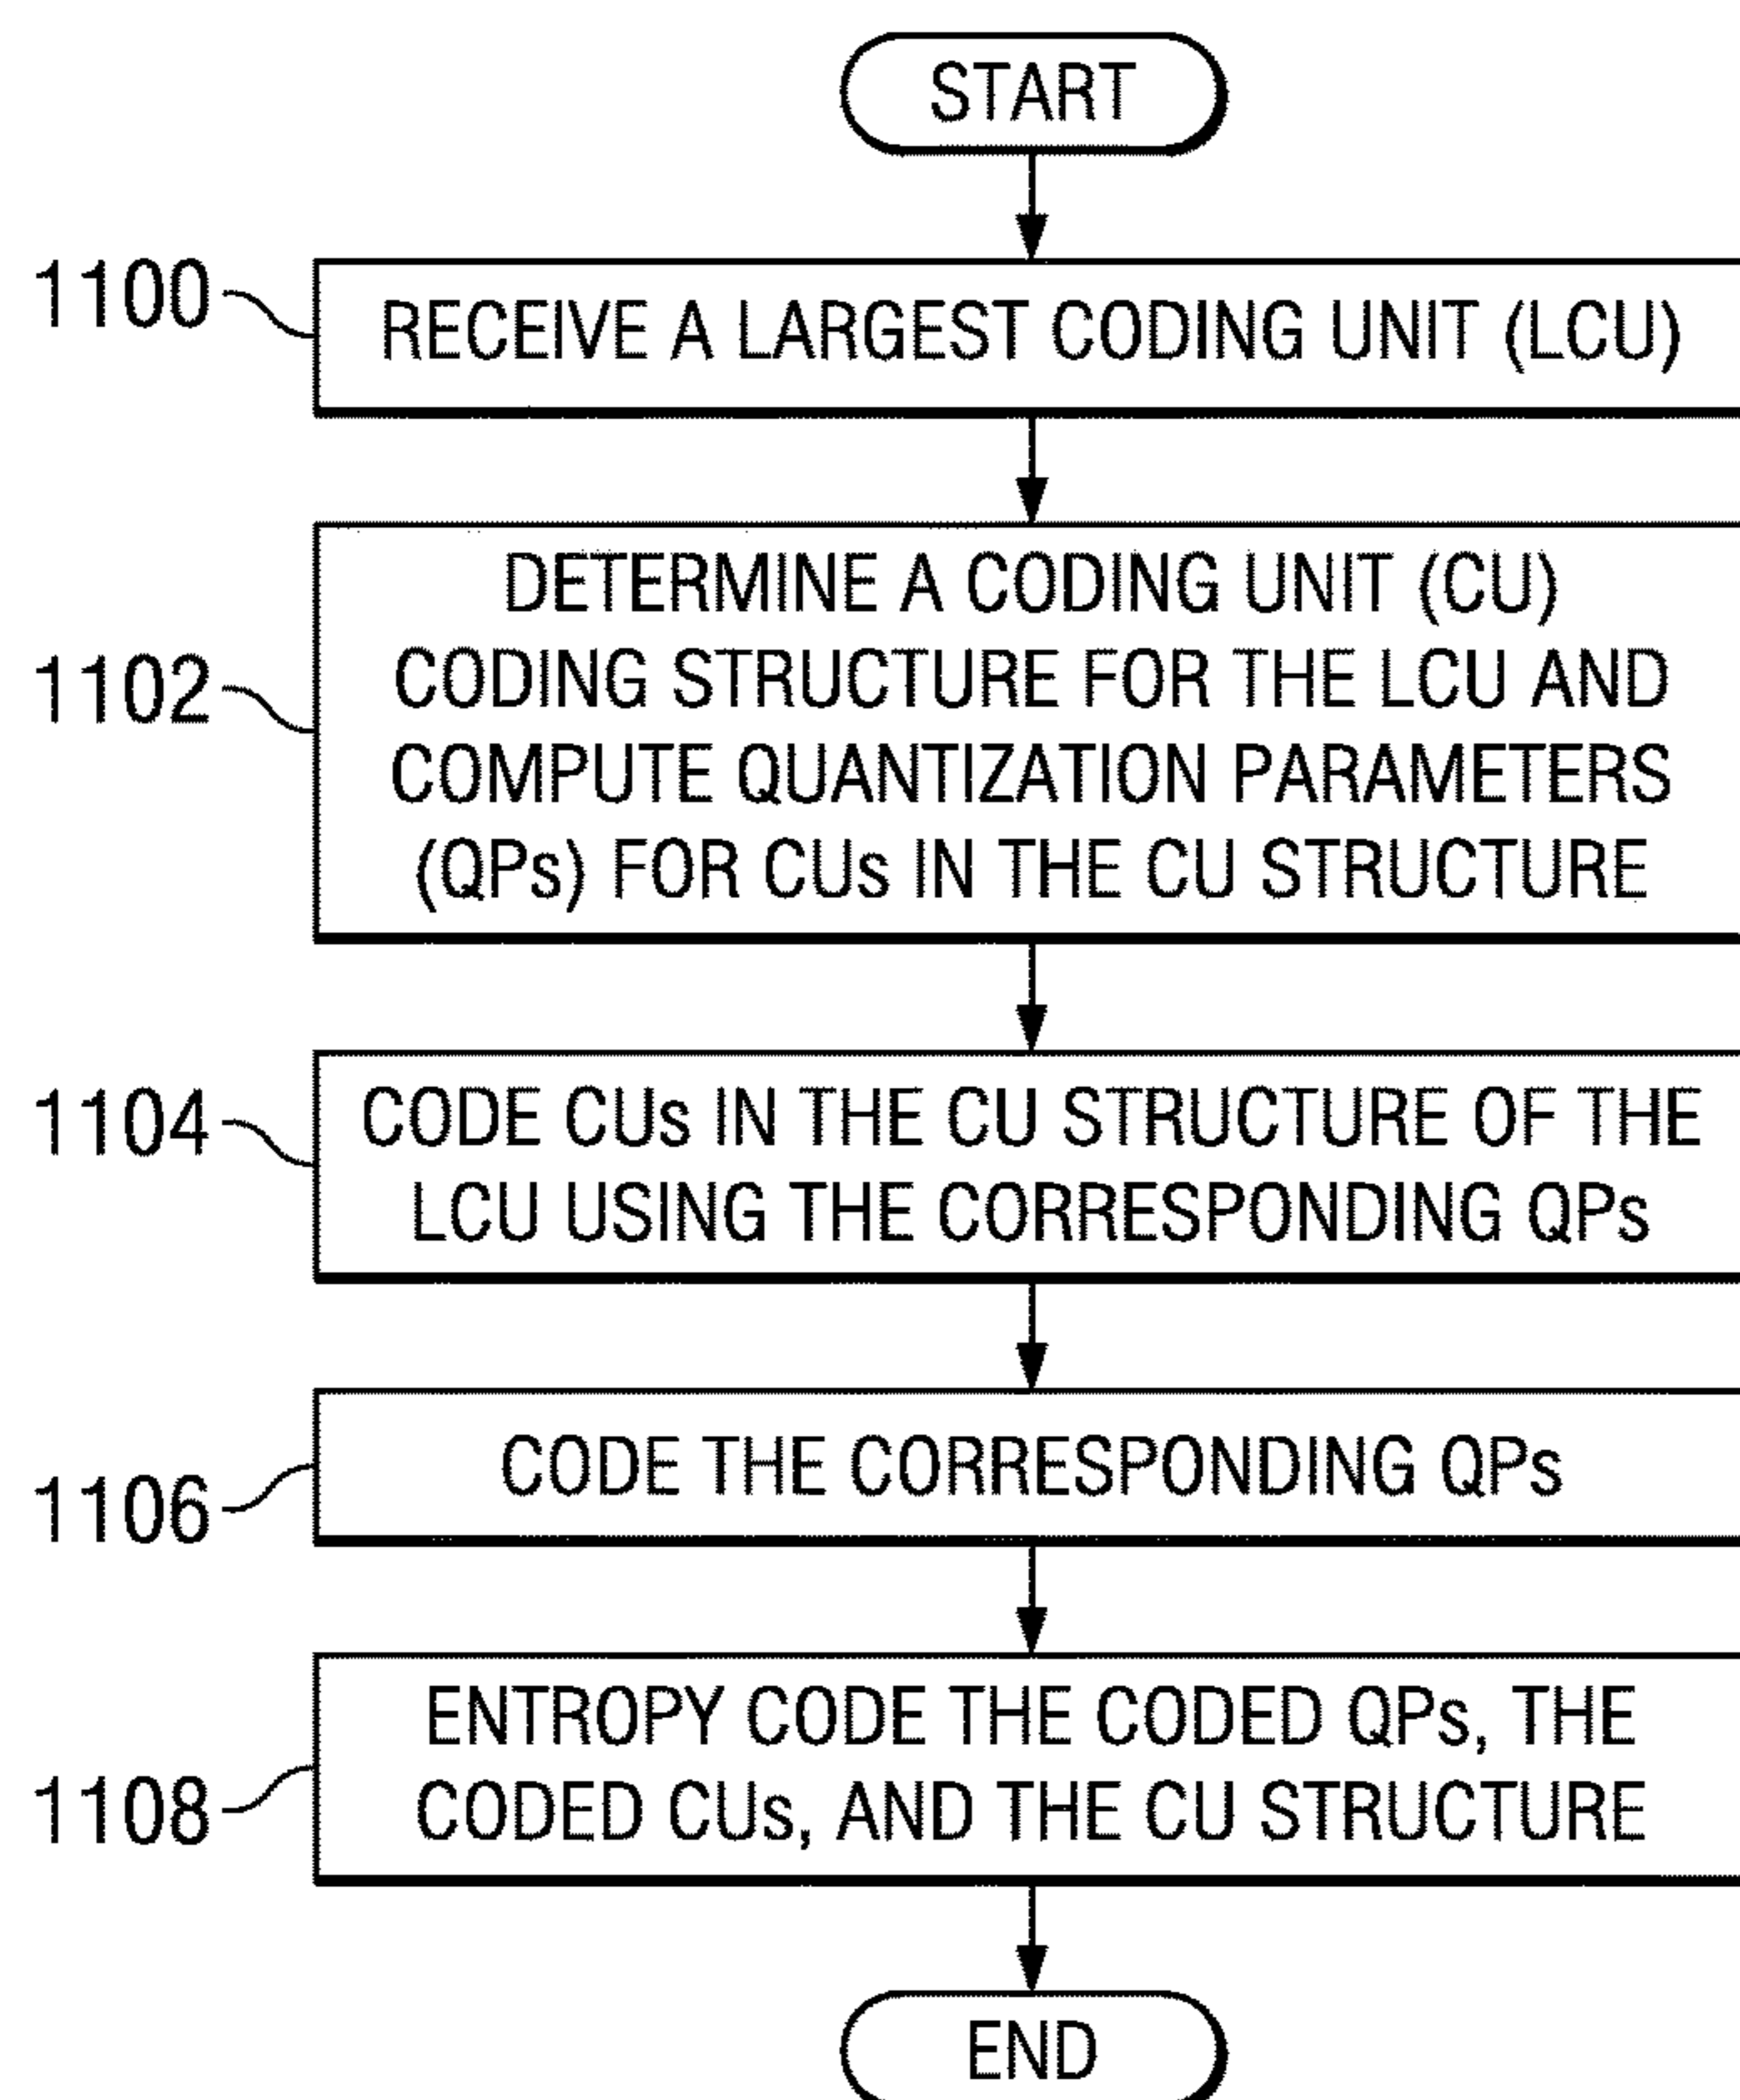 START
1100
RECEIVE A LARGEST CODING UNIT (LCU)
1102
DETERMINE A CODING UNIT (CU)
CODING STRUCTURE FOR THE LCU AND
COMPUTE QUANTIZATION PARAMETERS
(QPs) FOR CUs IN THE CU STRUCTURE
1104
CODE CUs IN THE CU STRUCTURE OF THE
LCU USING THE CORRESPONDING QPs
1106
CODE THE CORRESPONDING QPs
1108
ENTROPY CODE THE CODED QPs, THE
CODED CUs, AND THE CU STRUCTURE
END